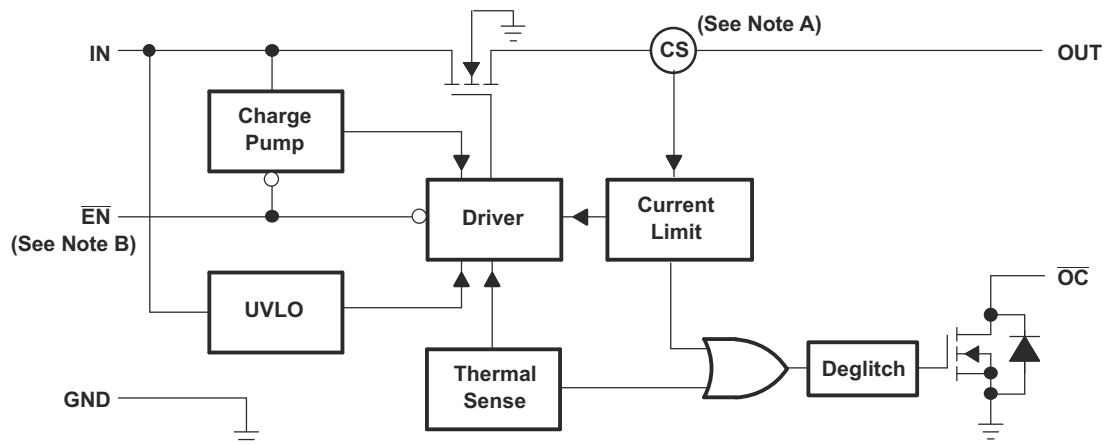 (See Note A)
IN
CS
OUT
Charge
Pump
EN
(See Note B)
Driver
Current
Limit
UVLO
OC
Thermal
Sense
Deglitch
GND